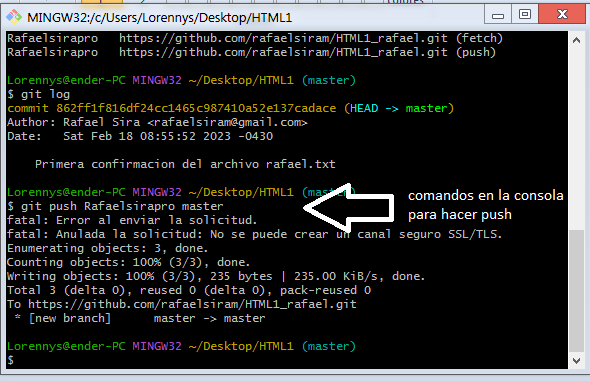 MINGW32:/c/Users/Lorennys/Desktop/HTML1
Rafaelsirapro   https://github.com/rafaelsiram/HTML1_rafael.git (fetch)
Rafaelsirapro   https://github.com/rafaelsiram/HTML1_rafael.git (push)
Lorennys@ender-PC MINGW32 ~/Desktop/HTML1 (master)
$ git log
commit 862ff1f816df24cc1465c987410a52e137cadace (HEAD -> master)
Author: Rafael Sira <rafaelsiram@gmail.com>
Date:   Sat Feb 18 08:55:52 2023 -0430
Primera confirmacion del archivo rafael.txt
Lorennys@ender-PC MINGW32 ~/Desktop/HTML1 (master)
$ git push Rafaelsirapro master
fatal: Error al enviar la solicitud.
fatal: Anulada la solicitud: No se puede crear un canal seguro SSL/TLS.
Enumerating objects: 3, done.
Counting objects: 100% (3/3), done.
Writing objects: 100% (3/3), 235 bytes | 235.00 KiB/s, done.
Total 3 (delta 0), reused 0 (delta 0), pack-reused 0
To https://github.com/rafaelsiram/HTML1_rafael.git
 * [new branch]      master -> master
Lorennys@ender-PC MINGW32 ~/Desktop/HTML1 (master)
$
comandos en la consola
para hacer push